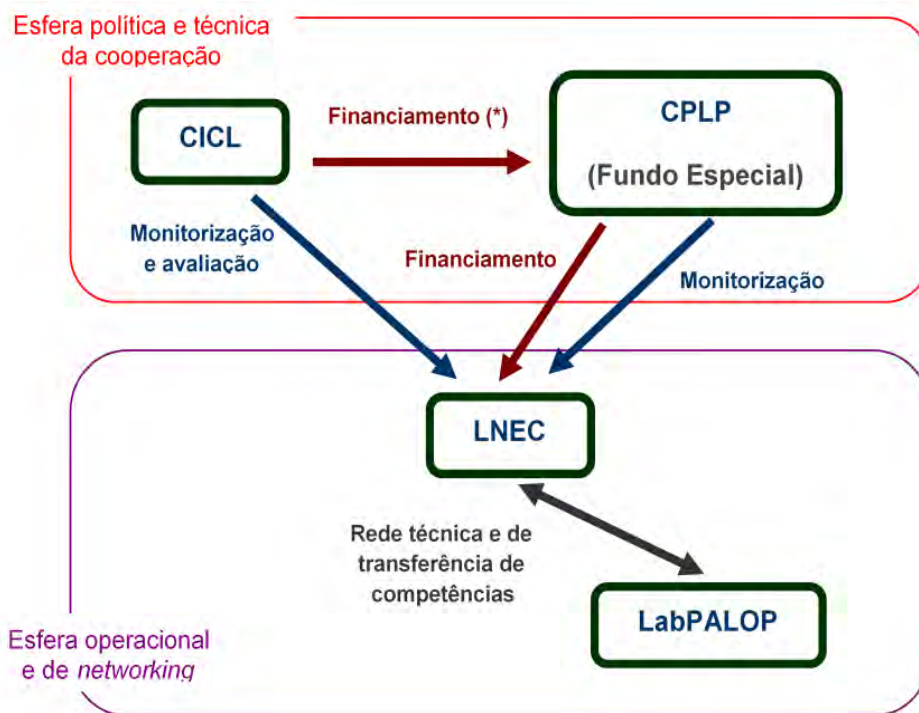 Esfera política e técnica
da cooperação
CICL
Financiamento (*)
CPLP
(Fundo Especial)
Monitorização
e avaliação
Financiamento
Monitorização
LNEC
Rede técnica e de
transferência de
competências
LabPALOP
Esfera operacional
e de networking